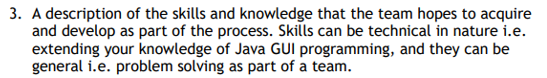 3. A description of the skills and knowledge that the team hopes to acquire
and develop as part of the process. Skills can be technical in nature i.e.
extending your knowledge of Java GUI programming, and they can be
general i.e. problem solving as part of a team.